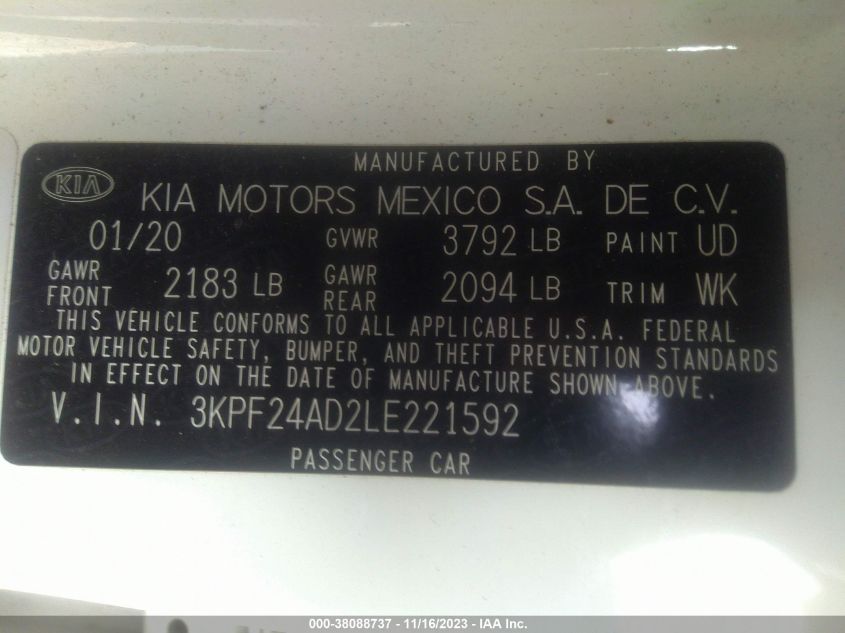 MANUFACTURED BY
KIA KIA MOTORS MEXICO S.A. DE C.V.
01/20 GVWR 3792 LB PAINT UD
GAWR FRONT 2183 LB GAWR REAR 2094 LB TRIM WK
THIS VEHICLE CONFORMS TO ALL APPLICABLE U.S.A. FEDERAL
MOTOR VEHICLE SAFETY, BUMPER, AND THEFT PREVENTION STANDARDS
IN EFFECT ON THE DATE OF MANUFACTURE SHOWN ABOVE.
V.I.N. 3KPF24AD2LE221592
PASSENGER CAR
000-38088737 - 11/16/2023 - IAA Inc.